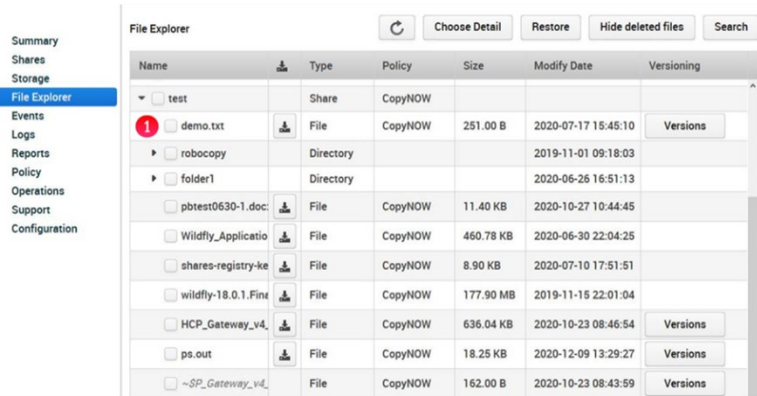 File Explorer
Choose Detail Restore Hide deleted files Search
Summary
Shares
Storage
File Explorer
Events
Logs
Reports
Policy
Operations
Support
Configuration
Name Type Policy Size Modify Date Versioning
test Share CopyNOW
1 demo.txt File CopyNOW 251.00 B 2020-07-17 15:45:10 Versions
robocopy Directory 2019-11-01 09:18:03
folder1 Directory 2020-06-26 16:51:13
pbtest0630-1.doc File CopyNOW 11.40 KB 2020-10-27 10:44:45
Wildfly_Applicatio File CopyNOW 460.78 KB 2020-06-30 22:04:25
shares-registry-ke File CopyNOW 8.90 KB 2020-07-10 17:51:51
wildfly-18.0.1.Fina File CopyNOW 177.90 MB 2019-11-15 22:01:04
HCP_Gateway_v4_ File CopyNOW 636.04 KB 2020-10-23 08:46:54 Versions
ps.out File CopyNOW 18.25 KB 2020-12-09 13:29:27 Versions
~$P_Gateway_v4_ File CopyNOW 162.00 B 2020-10-23 08:43:59 Versions